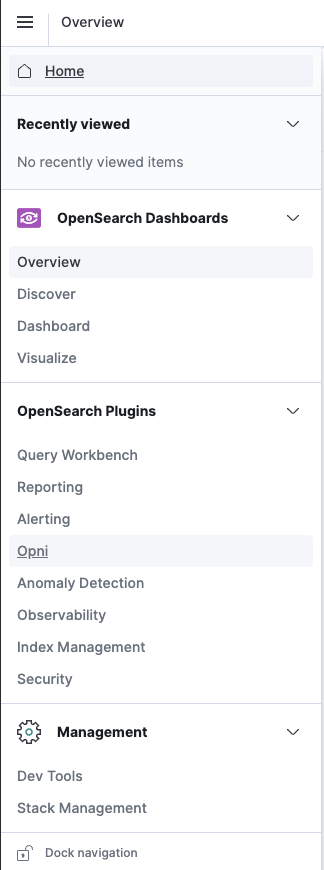 Overview
Home
Recently viewed
No recently viewed items
OpenSearch Dashboards
Overview
Discover
Dashboard
Visualize
OpenSearch Plugins
Query Workbench
Reporting
Alerting
Opni
Anomaly Detection
Observability
Index Management
Security
Management
Dev Tools
Stack Management
Dock navigation